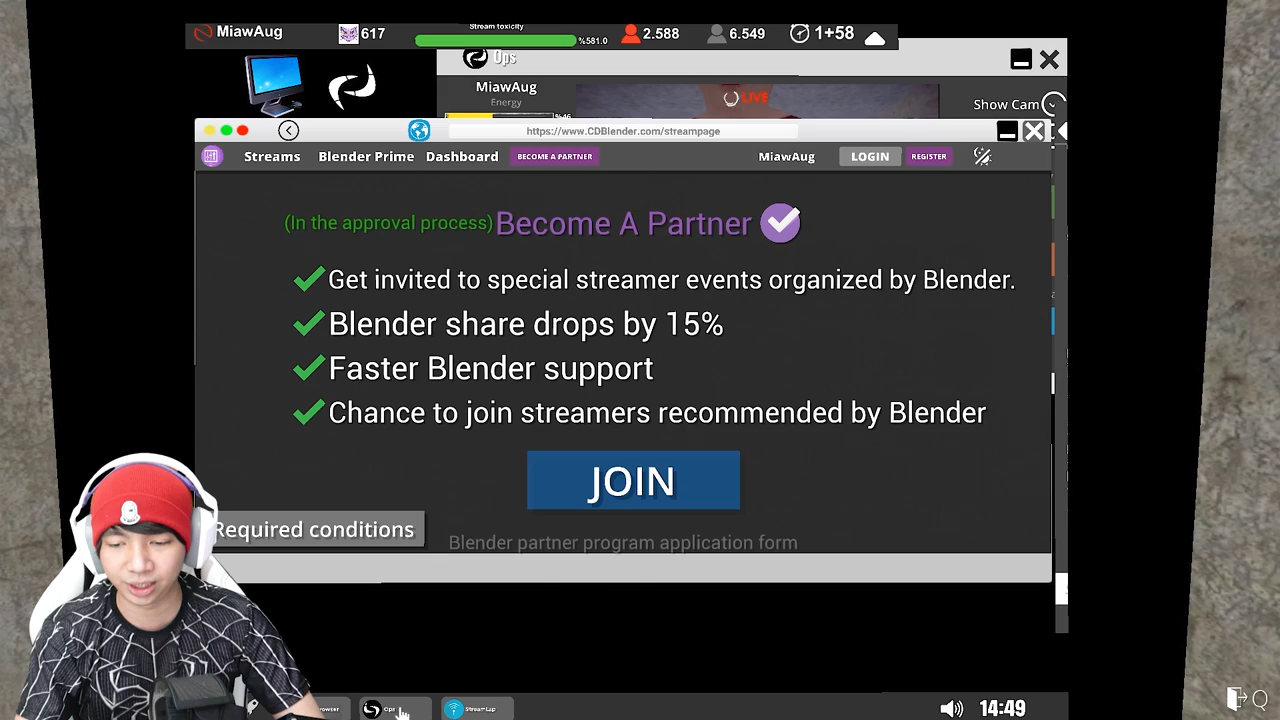 MiawAug 617 Stream toxicity %581.0 2.588 6.549 1+58
Ops
MiawAug
Energy
LIVE
Show Cam
https://www.CDBlender.com/streampage
Streams Blender Prime Dashboard BECOME A PARTNER MiawAug LOGIN REGISTER
(In the approval process) Become A Partner
Get invited to special streamer events organized by Blender.
Blender share drops by 15%
Faster Blender support
Chance to join streamers recommended by Blender
JOIN
Required conditions
Blender partner program application form
Ops StreamLup 14:49
Q